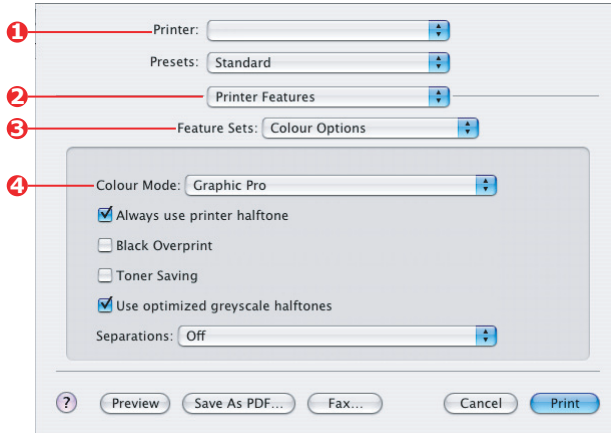 1 Printer:
Presets: Standard
2 Printer Features
3 Feature Sets: Colour Options
4 Colour Mode: Graphic Pro
Always use printer halftone
Black Overprint
Toner Saving
Use optimized greyscale halftones
Separations: Off
? Preview Save As PDF... Fax... Cancel Print